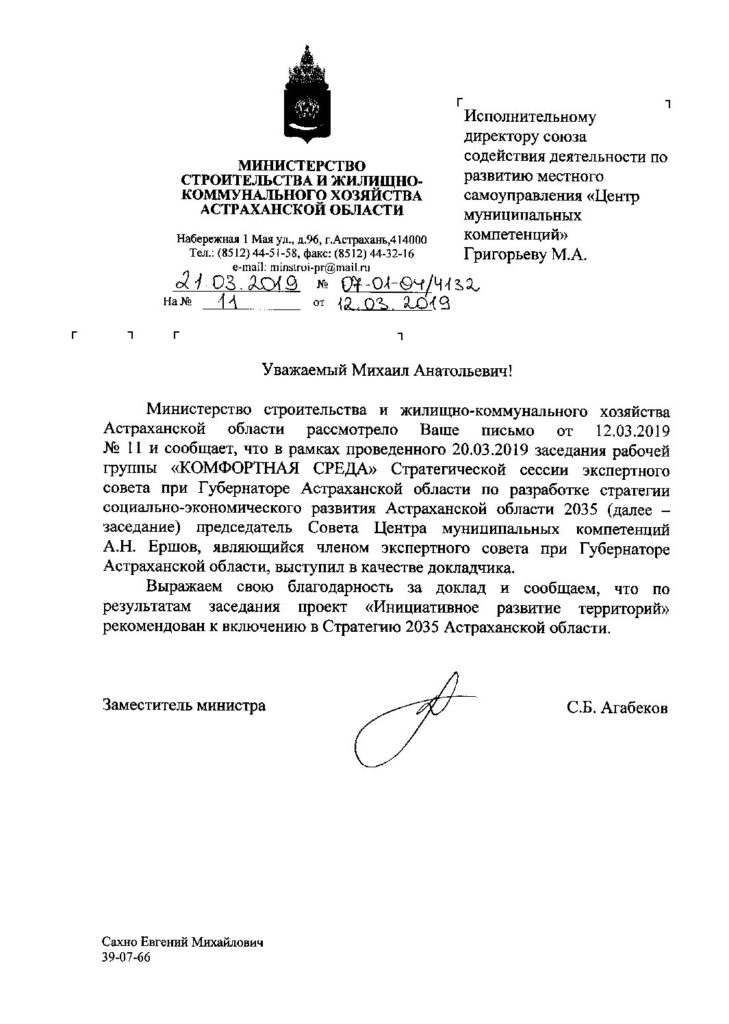 МИНИСТЕРСТВО
СТРОИТЕЛЬСТВА И ЖИЛИЩНО-
КОММУНАЛЬНОГО ХОЗЯЙСТВА
АСТРАХАНСКОЙ ОБЛАСТИ
Набережная 1 Мая ул., д.96, г.Астрахань,414000
Тел.: (8512) 44-51-58, факс: (8512) 44-32-16
e-mail: minstroi-pr@mail.ru
21.03.2019 № 07-01-04/4132
На № 11 от 12.03.2019
Исполнительному
директору союза
содействия деятельности по
развитию местного
самоуправления «Центр
муниципальных
компетенций»
Григорьеву М.А.
Уважаемый Михаил Анатольевич!
Министерство строительства и жилищно-коммунального хозяйства
Астраханской области рассмотрело Ваше письмо от 12.03.2019
№ 11 и сообщает, что в рамках проведенного 20.03.2019 заседания рабочей
группы «КОМФОРТНАЯ СРЕДА» Стратегической сессии экспертного
совета при Губернаторе Астраханской области по разработке стратегии
социально-экономического развития Астраханской области 2035 (далее –
заседание) председатель Совета Центра муниципальных компетенций
А.Н. Ершов, являющийся членом экспертного совета при Губернаторе
Астраханской области, выступил в качестве докладчика.
Выражаем свою благодарность за доклад и сообщаем, что по
результатам заседания проект «Инициативное развитие территорий»
рекомендован к включению в Стратегию 2035 Астраханской области.
Заместитель министра С.Б. Агабеков
Сахно Евгений Михайлович
39-07-66